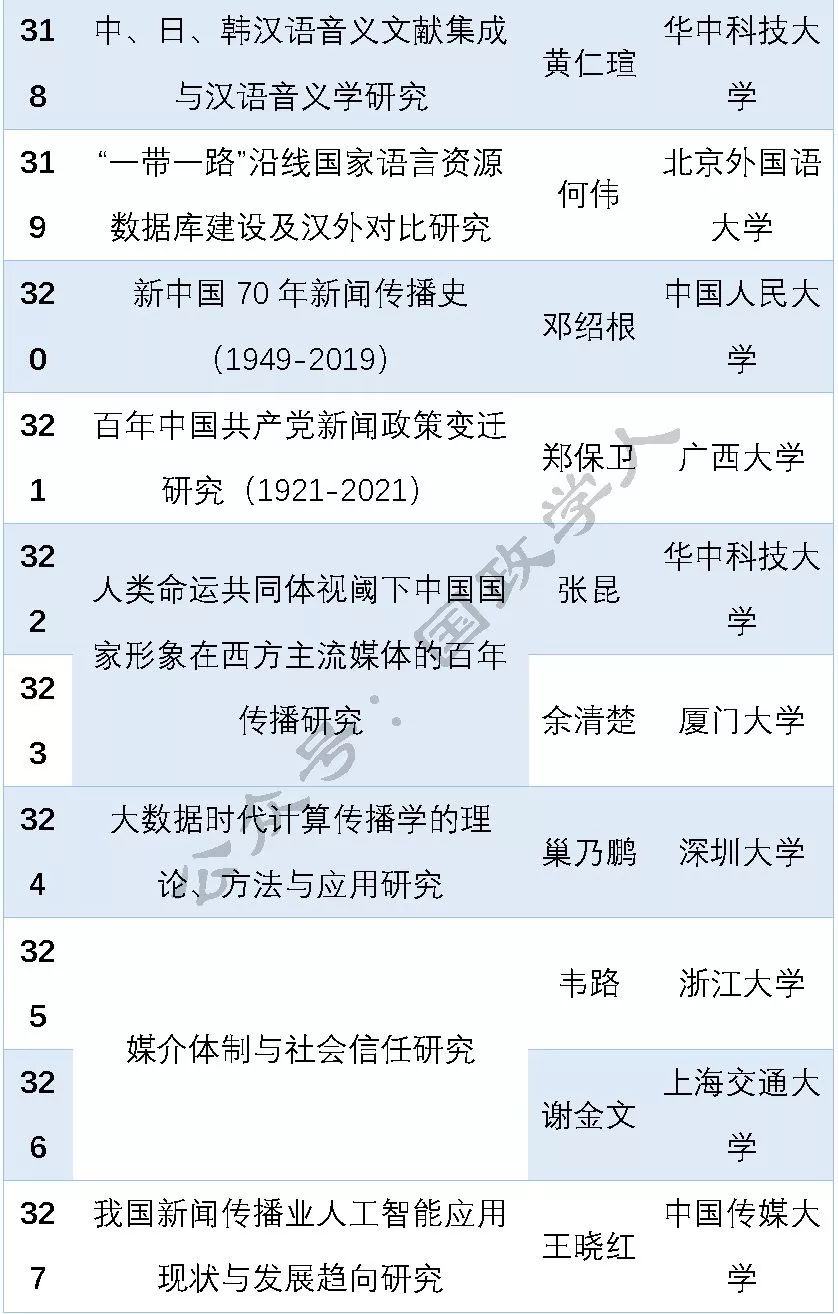 318 中、日、韩汉语音义文献集成与汉语音义学研究 黄仁瑄 华中科技大学
319 “一带一路”沿线国家语言资源数据库建设及汉外对比研究 何伟 北京外国语大学
320 新中国 70 年新闻传播史（1949-2019） 邓绍根 中国人民大学
321 百年中国共产党新闻政策变迁研究（1921-2021） 郑保卫 广西大学
322 人类命运共同体视阈下中国国家形象在西方主流媒体的百年传播研究 张昆 华中科技大学
323 余清楚 厦门大学
324 大数据时代计算传播学的理论、方法与应用研究 巢乃鹏 深圳大学
325 媒介体制与社会信任研究 韦路 浙江大学
326 谢金文 上海交通大学
327 我国新闻传播业人工智能应用现状与发展趋向研究 王晓红 中国传媒大学
公众号：国政学人